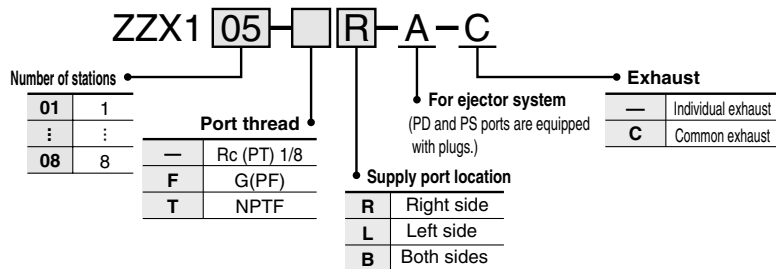 ZZX1 05 - R - A - C
Number of stations
01 1
⋮ ⋮
08 8
Port thread
— Rc (PT) 1/8
F G(PF)
T NPTF
For ejector system
(PD and PS ports are equipped
with plugs.)
Supply port location
R Right side
L Left side
B Both sides
Exhaust
— Individual exhaust
C Common exhaust